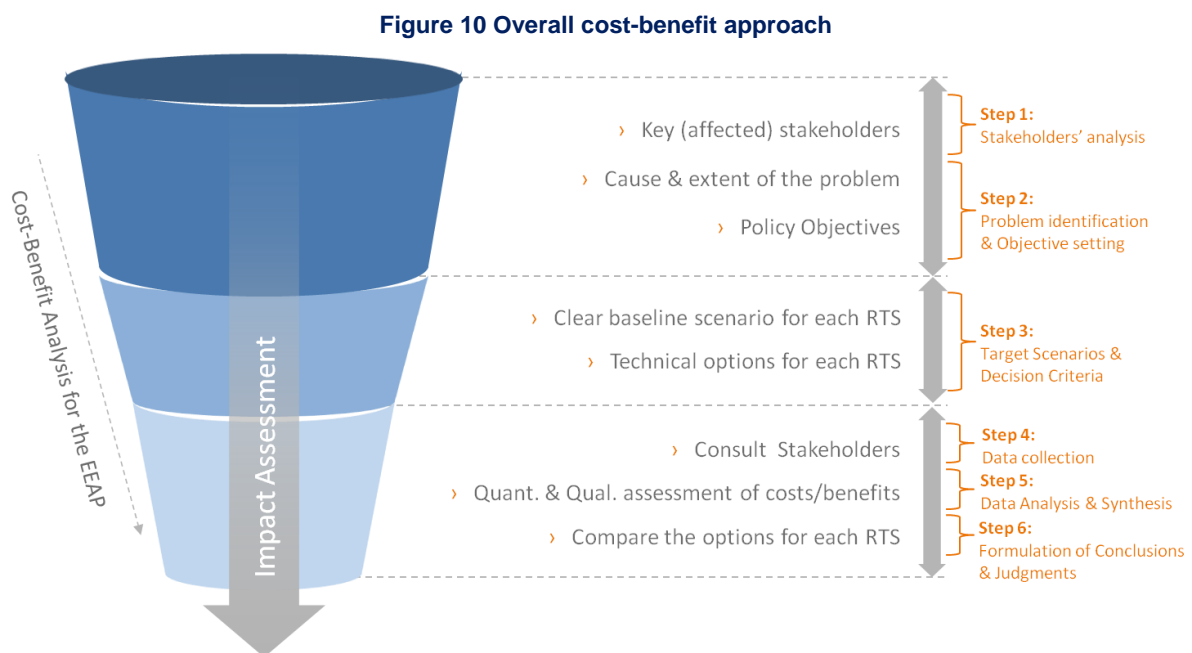 Figure 10 Overall cost-benefit approach
Cost-Benefit Analysis for the EEAP
Impact Assessment
› Key (affected) stakeholders
› Cause & extent of the problem
› Policy Objectives
› Clear baseline scenario for each RTS
› Technical options for each RTS
› Consult Stakeholders
› Quant. & Qual. assessment of costs/benefits
› Compare the options for each RTS
Step 1:
Stakeholders' analysis
Step 2:
Problem identification
& Objective setting
Step 3:
Target Scenarios &
Decision Criteria
Step 4:
Data collection
Step 5:
Data Analysis & Synthesis
Step 6:
Formulation of Conclusions
& Judgments